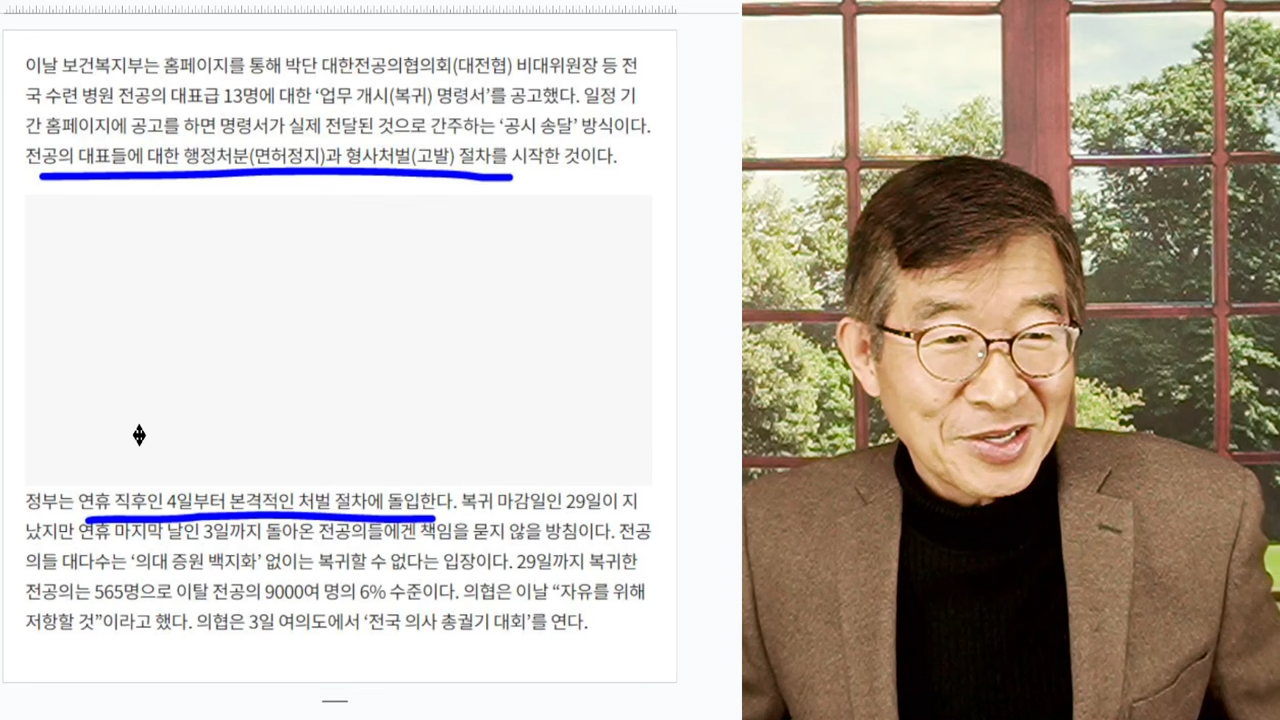 이날 보건복지부는 홈페이지를 통해 박단 대한전공의협의회(대전협) 비대위원장 등 전
국 수련 병원 전공의 대표급 13명에 대한 ‘업무 개시(복귀) 명령서’를 공고했다. 일정 기
간 홈페이지에 공고를 하면 명령서가 실제 전달된 것으로 간주하는 ‘공시 송달’ 방식이다.
전공의 대표들에 대한 행정처분(면허정지)과 형사처벌(고발) 절차를 시작한 것이다.
정부는 연휴 직후인 4일부터 본격적인 처벌 절차에 돌입한다. 복귀 마감일인 29일이 지
났지만 연휴 마지막 날인 3일까지 돌아온 전공의들에겐 책임을 묻지 않을 방침이다. 전공
의들 대다수는 ‘의대 증원 백지화’ 없이는 복귀할 수 없다는 입장이다. 29일까지 복귀한
전공의는 565명으로 이탈 전공의 9000여 명의 6% 수준이다. 의협은 이날 “자유를 위해
저항할 것”이라고 했다. 의협은 3일 여의도에서 ‘전국 의사 총궐기 대회’를 연다.